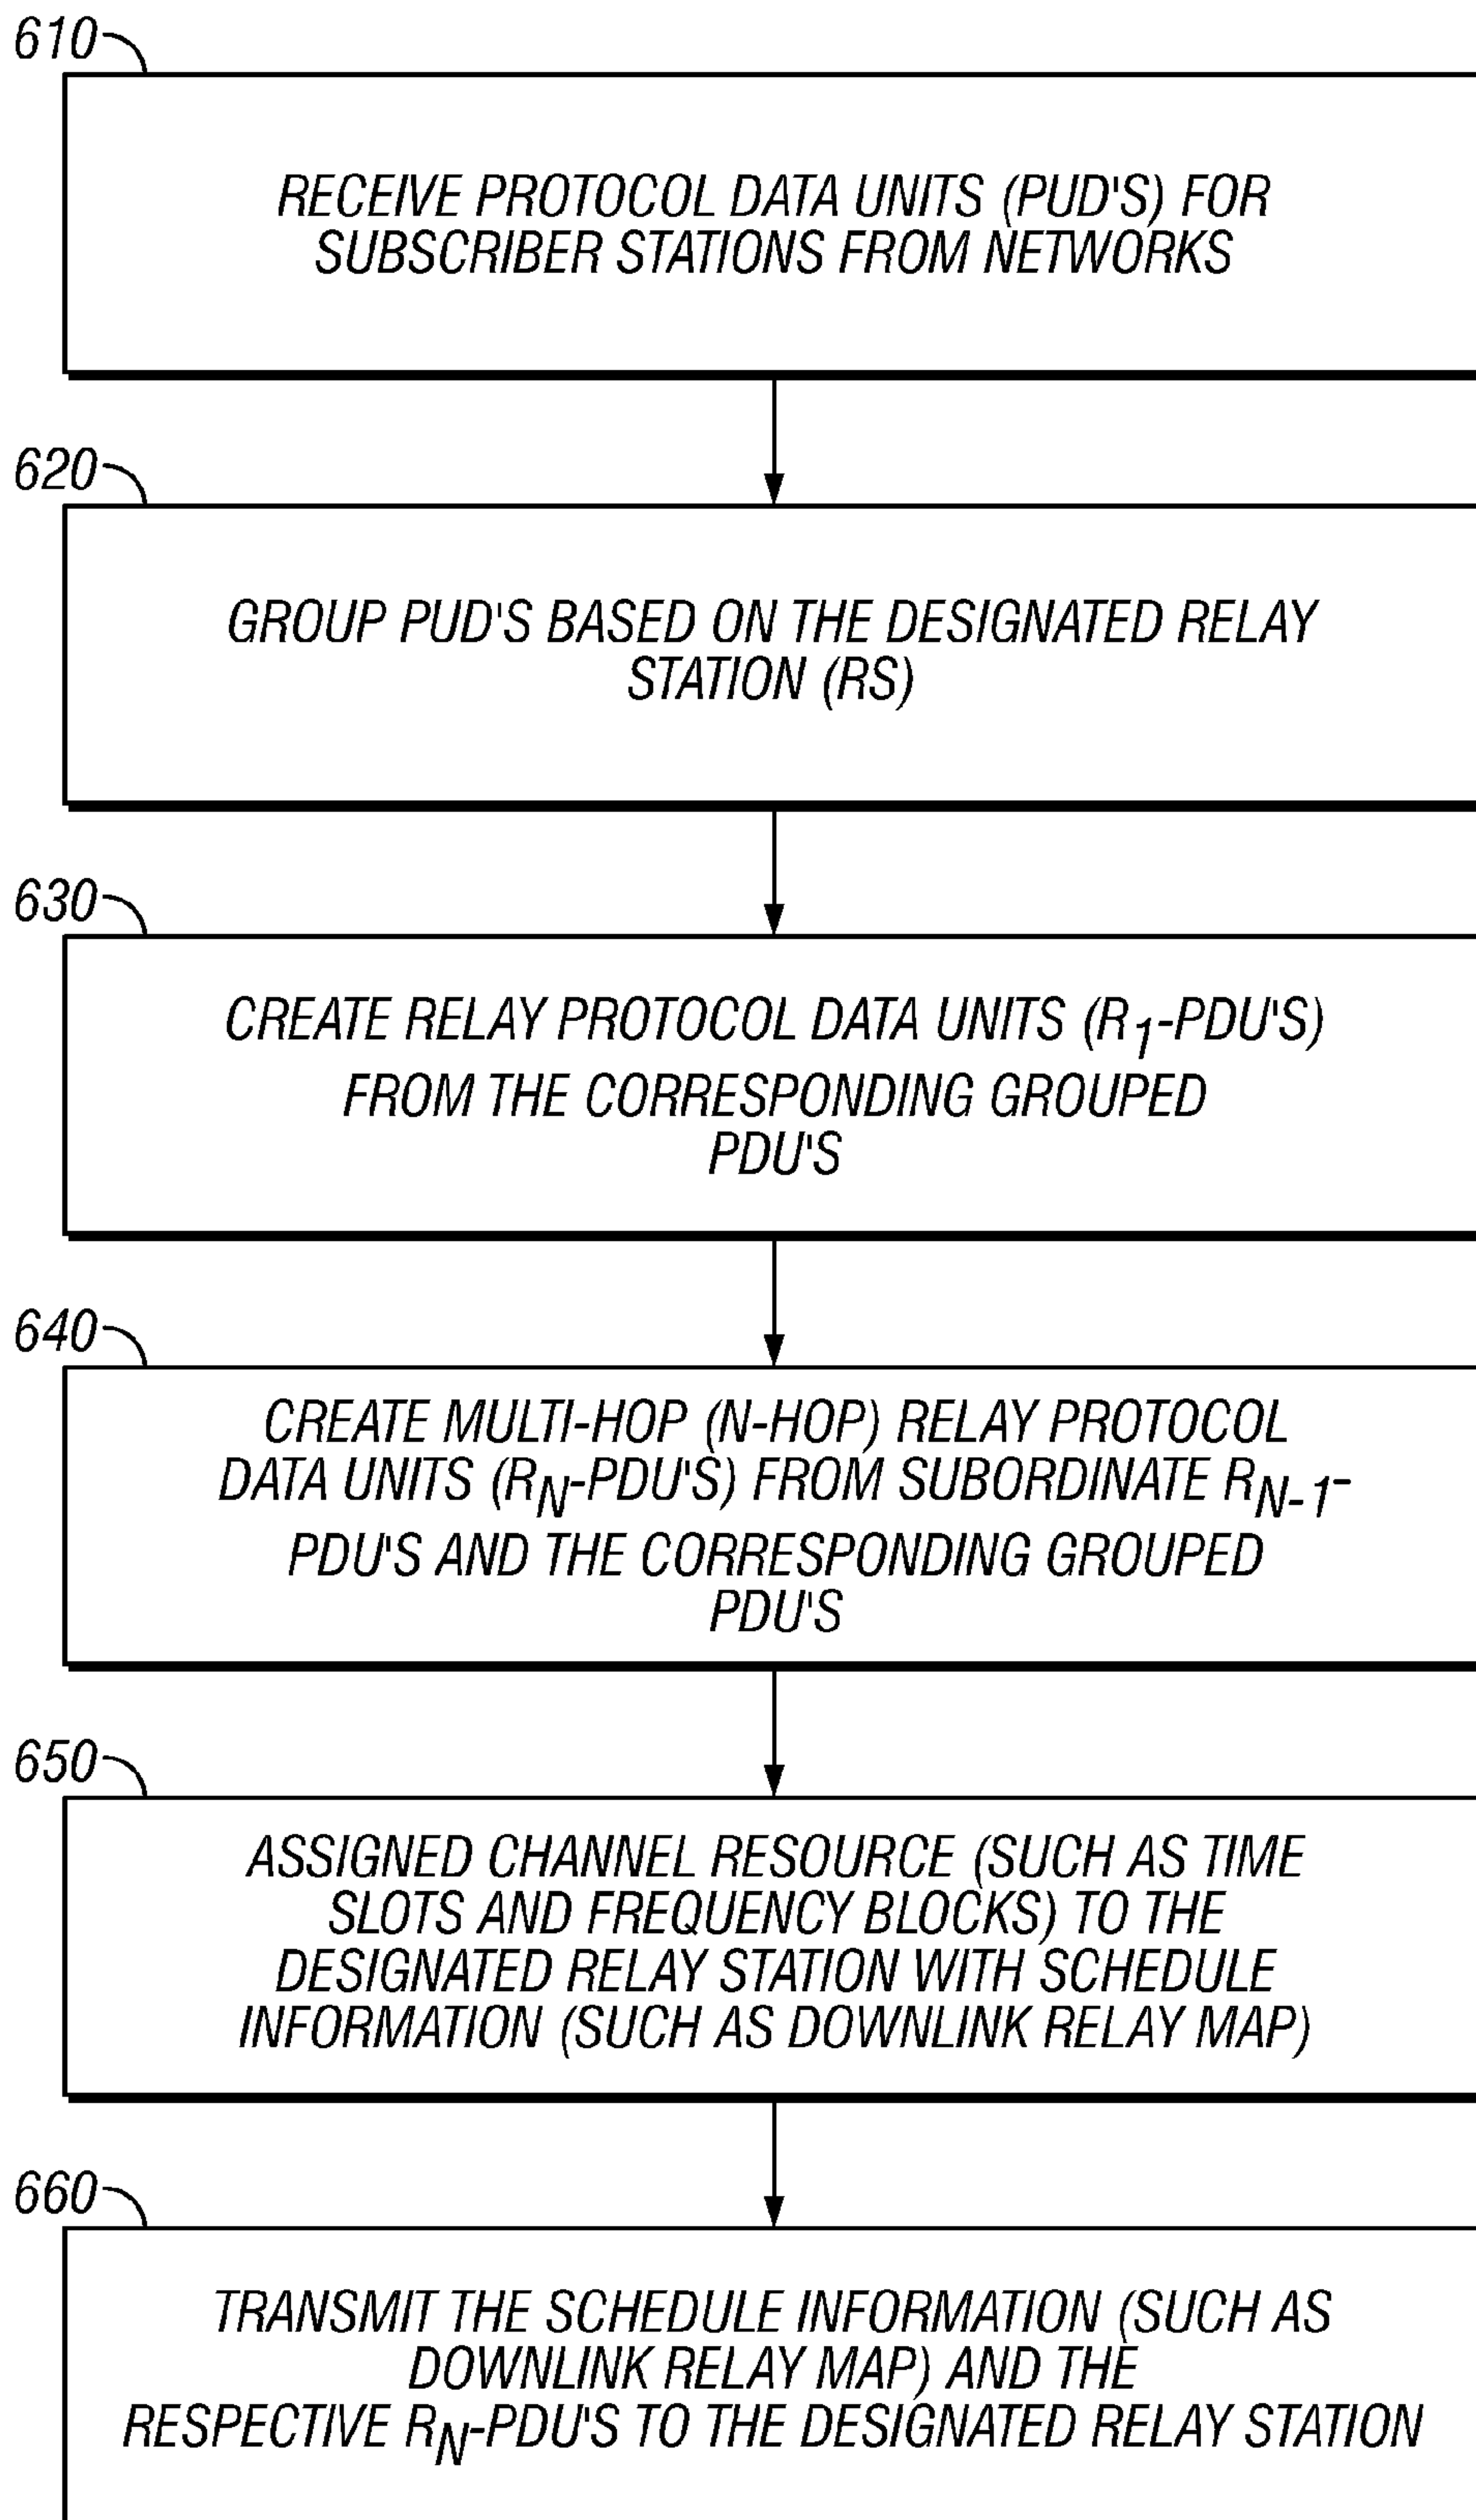 610
RECEIVE PROTOCOL DATA UNITS (PUD'S) FOR
SUBSCRIBER STATIONS FROM NETWORKS
620
GROUP PUD'S BASED ON THE DESIGNATED RELAY
STATION (RS)
630
CREATE RELAY PROTOCOL DATA UNITS (R1-PDU'S)
FROM THE CORRESPONDING GROUPED
PDU'S
640
CREATE MULTI-HOP (N-HOP) RELAY PROTOCOL
DATA UNITS (RN-PDU'S) FROM SUBORDINATE RN-1-
PDU'S AND THE CORRESPONDING GROUPED
PDU'S
650
ASSIGNED CHANNEL RESOURCE (SUCH AS TIME
SLOTS AND FREQUENCY BLOCKS) TO THE
DESIGNATED RELAY STATION WITH SCHEDULE
INFORMATION (SUCH AS DOWNLINK RELAY MAP)
660
TRANSMIT THE SCHEDULE INFORMATION (SUCH AS
DOWNLINK RELAY MAP) AND THE
RESPECTIVE RN-PDU'S TO THE DESIGNATED RELAY STATION